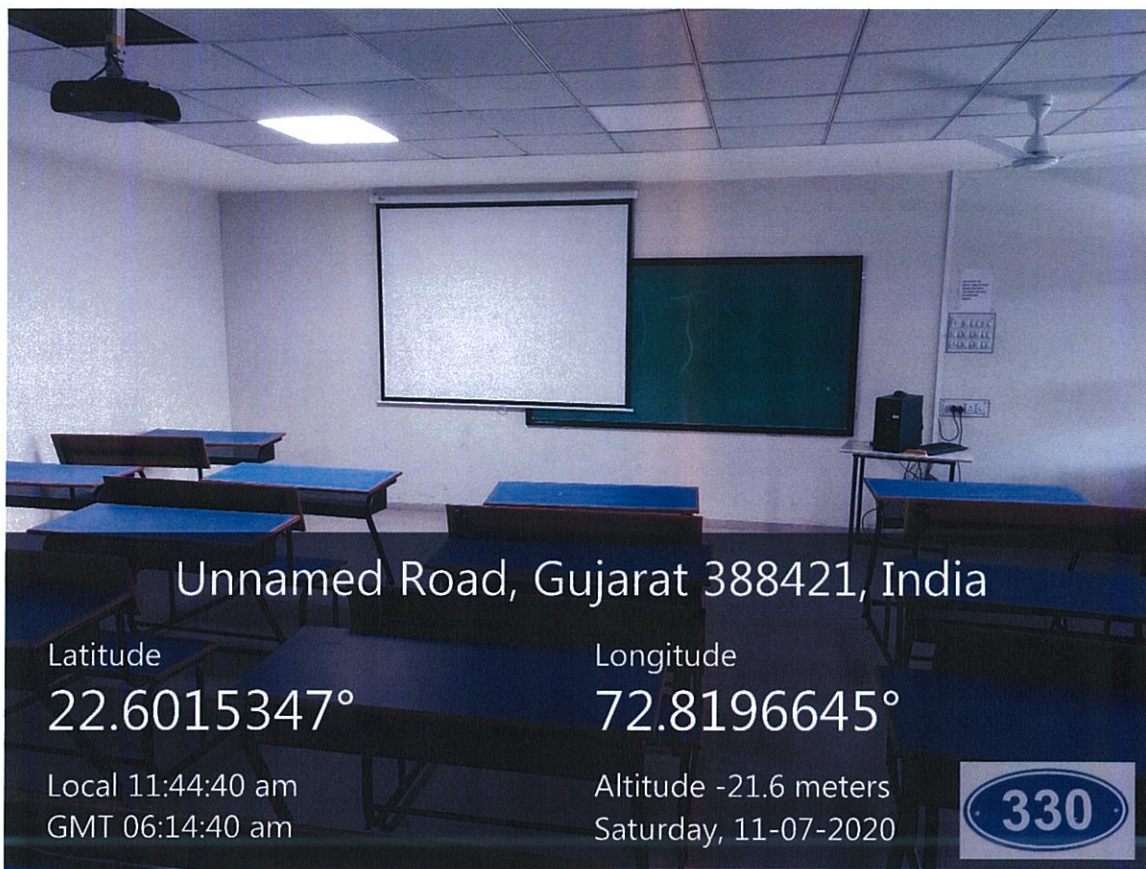 Unnamed Road, Gujarat 388421, India
Latitude
22.6015347°
Longitude
72.8196645°
Local 11:44:40 am
GMT 06:14:40 am
Altitude -21.6 meters
Saturday, 11-07-2020
330